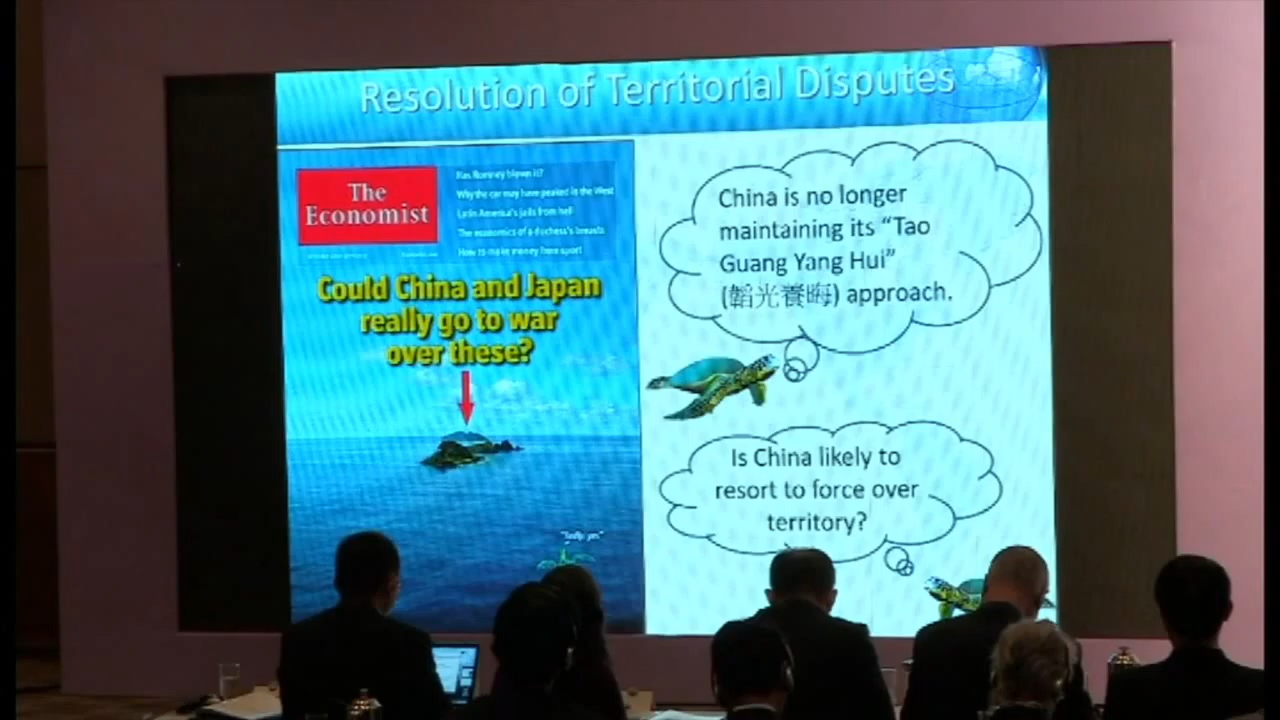 Resolution of Territorial Disputes
The
Economist
Has Romney blown it?
Why the car may have peaked in the West
Latin America's jails from hell
The economics of a duchess's breasts
How to make money from sport
Could China and Japan
really go to war
over these?
"Sadly, yes"
China is no longer
maintaining its “Tao
Guang Yang Hui”
(韜光養晦) approach.
Is China likely to
resort to force over
territory?